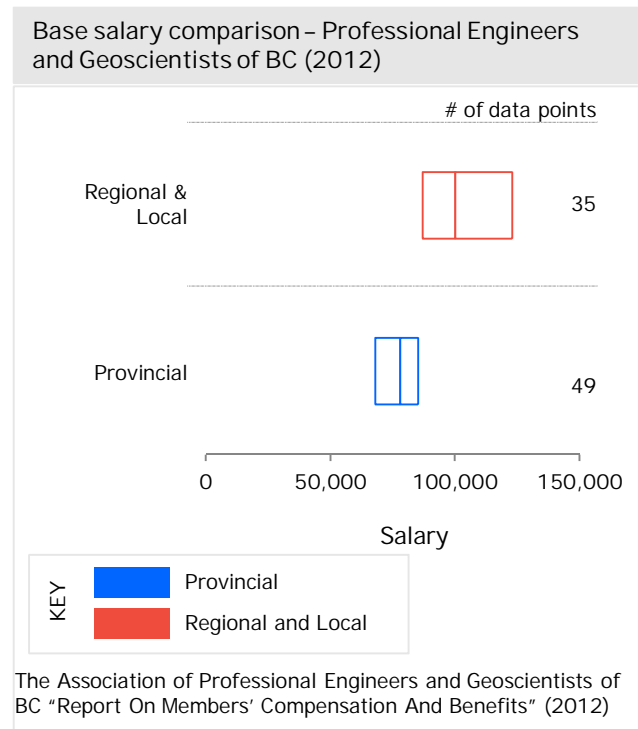 Base salary comparison – Professional Engineers
and Geoscientists of BC (2012)
# of data points
Regional &
Local
35
Provincial
49
0 50,000 100,000 150,000
Salary
KEY
Provincial
Regional and Local
The Association of Professional Engineers and Geoscientists of
BC “Report On Members’ Compensation And Benefits” (2012)